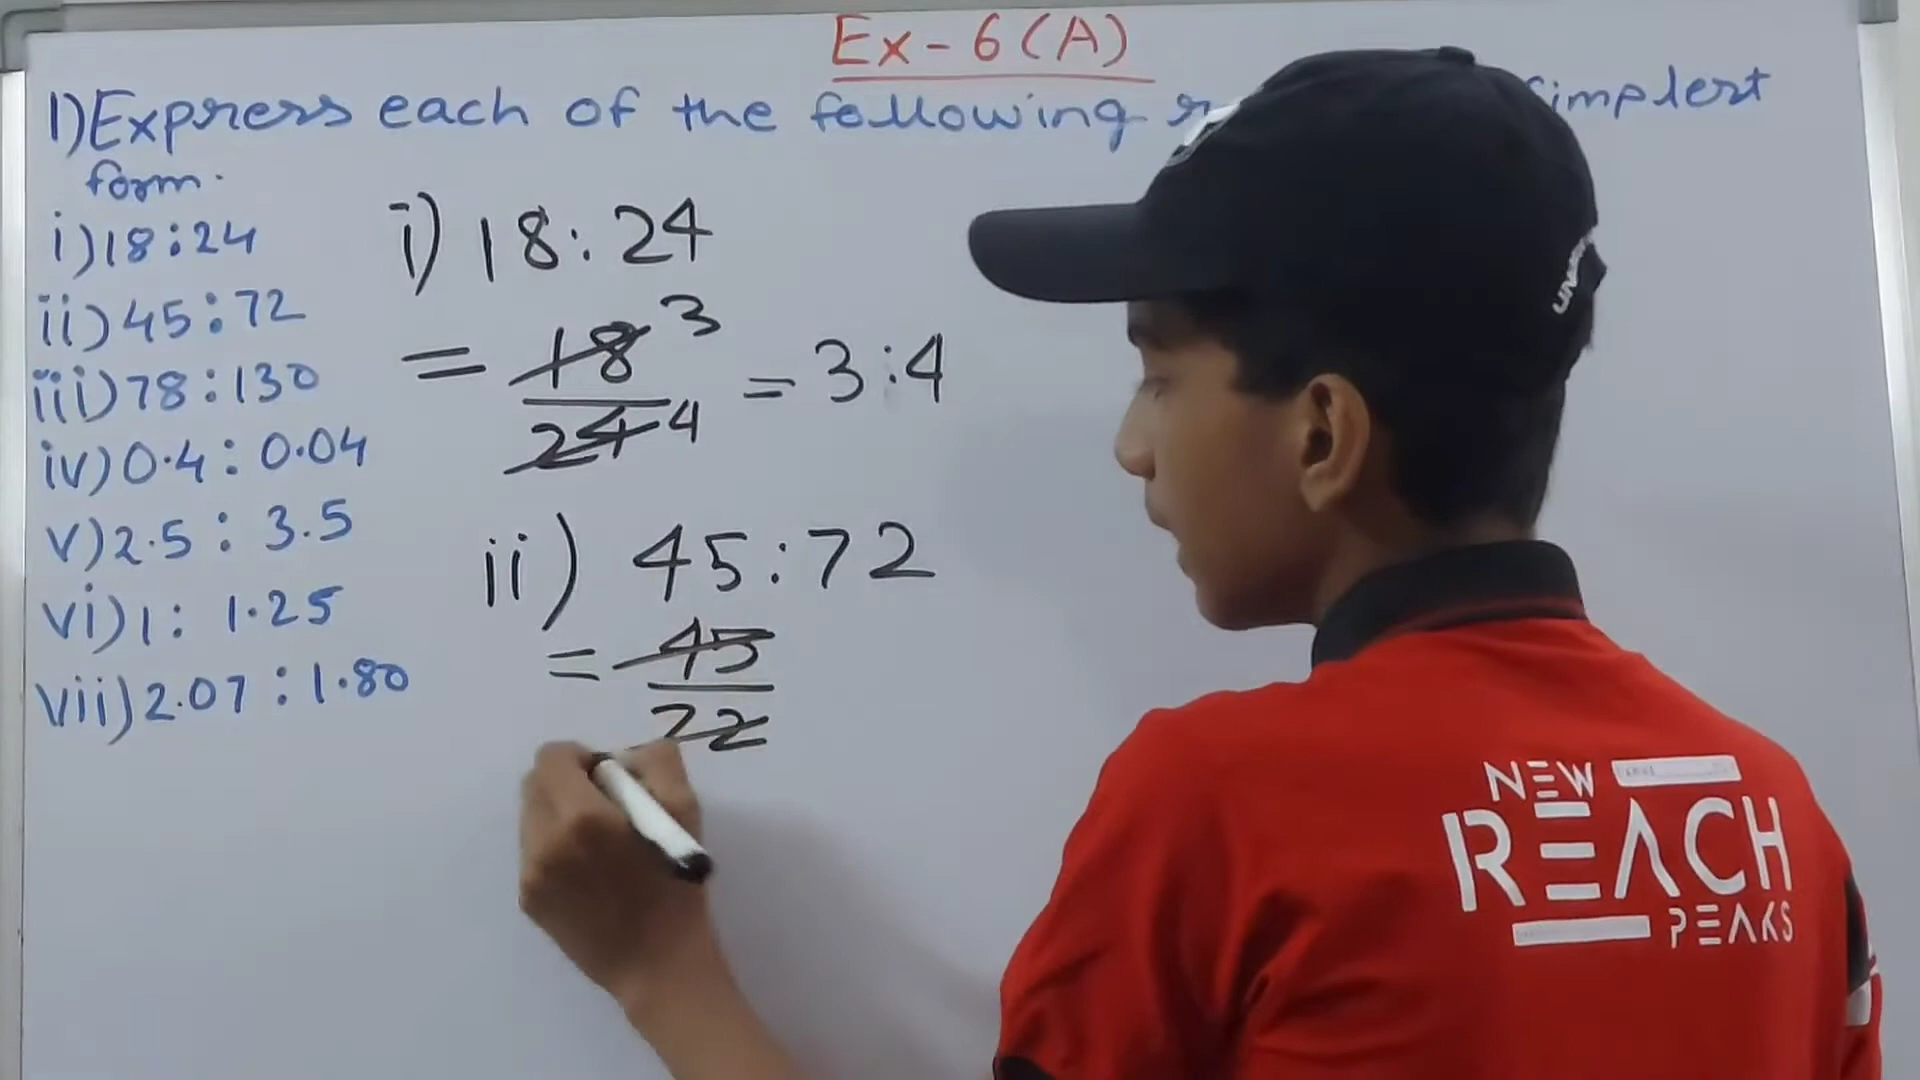 Ex-6(A)
1)Express each of the following simplest
form.
i)18:24
ii)45:72
iii)78:130
iv)0.4:0.04
v)2.5:3.5
vi)1:1.25
vii)2.07:1.80
i)18:24
= 18 3
24 4
= 3:4
ii) 45:72
= 45
72
NEW
REACH
PEAKS